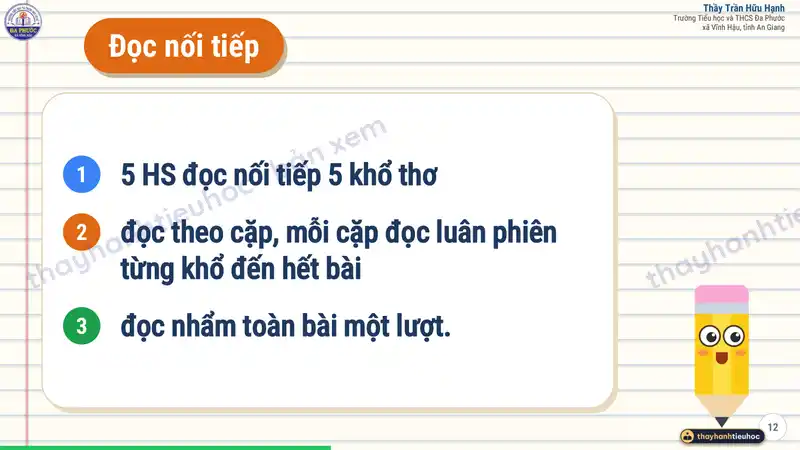 Thầy Trần Hữu Hạnh
Trường Tiểu học và THCS Đa Phước
xã Vĩnh Hậu, tỉnh An Giang
ĐA PHƯỚC
Đọc nối tiếp
1 5 HS đọc nối tiếp 5 khổ thơ
2 đọc theo cặp, mỗi cặp đọc luân phiên
từng khổ đến hết bài
3 đọc nhẩm toàn bài một lượt.
thayhanhtieuhoc
12